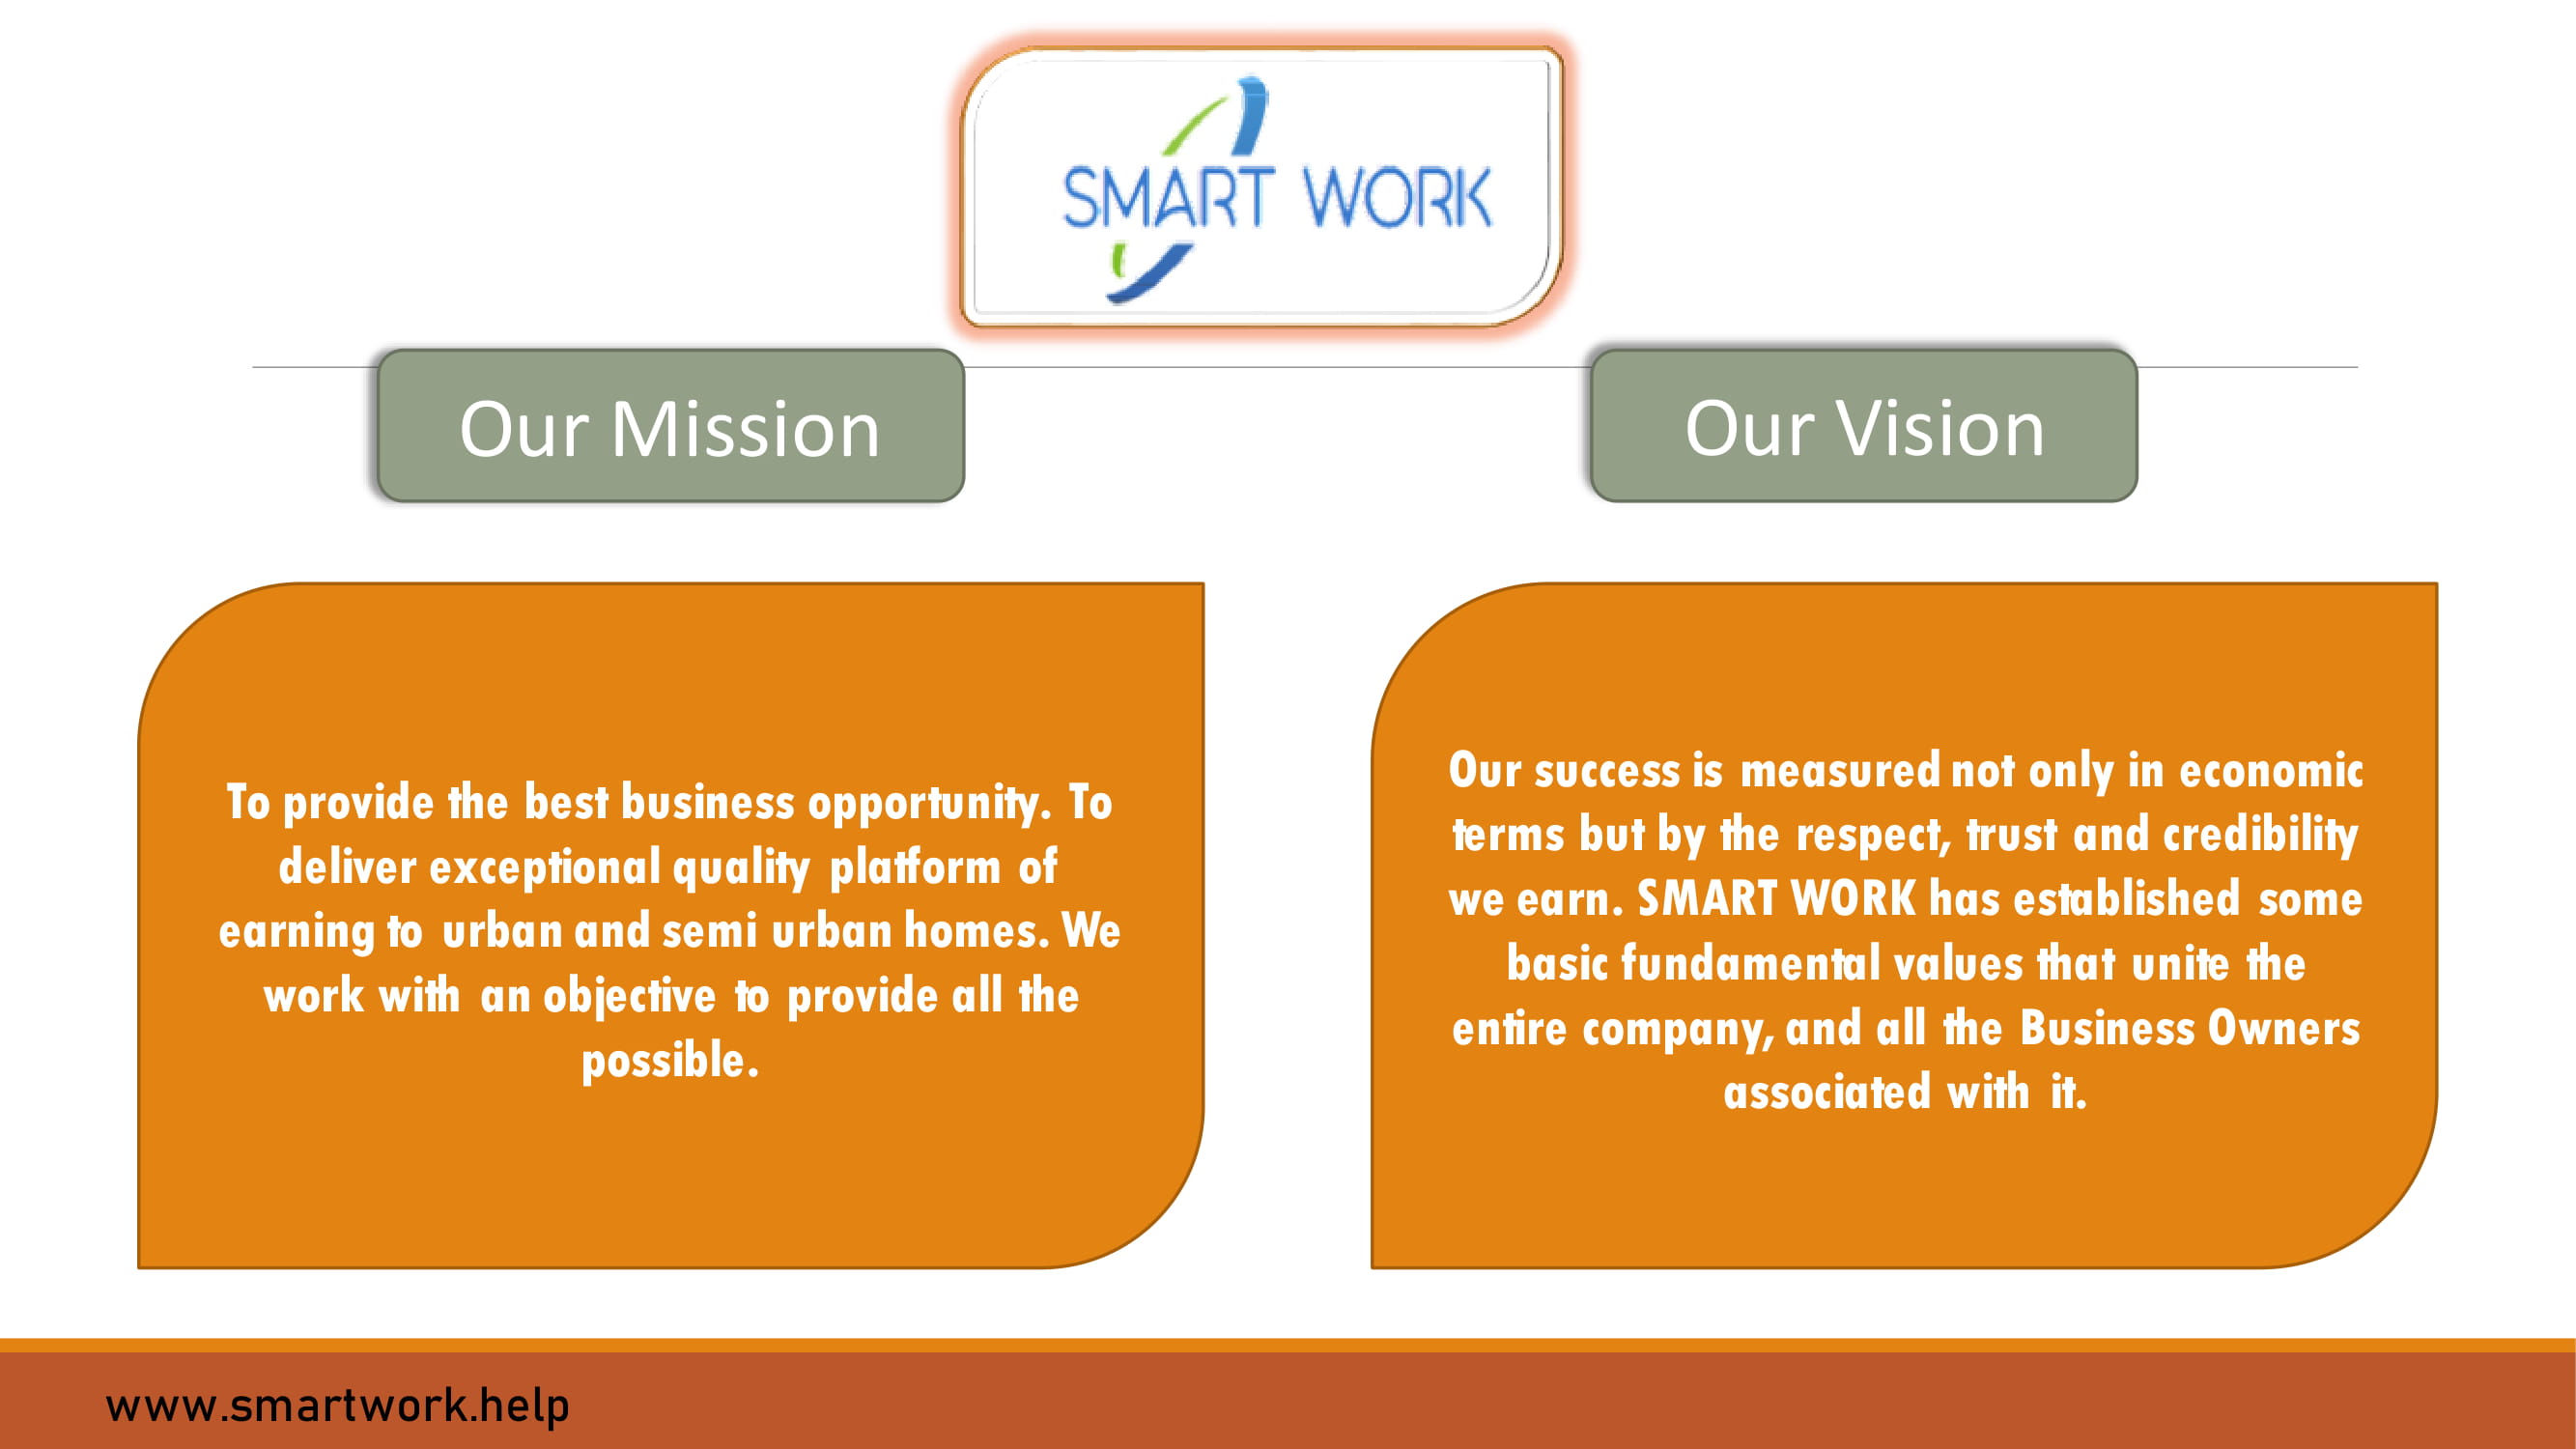 SMART WORK
Our Mission
Our Vision
To provide the best business opportunity. To
deliver exceptional quality platform of
earning to urban and semi urban homes. We
work with an objective to provide all the
possible.
Our success is measured not only in economic
terms but by the respect, trust and credibility
we earn. SMART WORK has established some
basic fundamental values that unite the
entire company, and all the Business Owners
associated with it.
www.smartwork.help